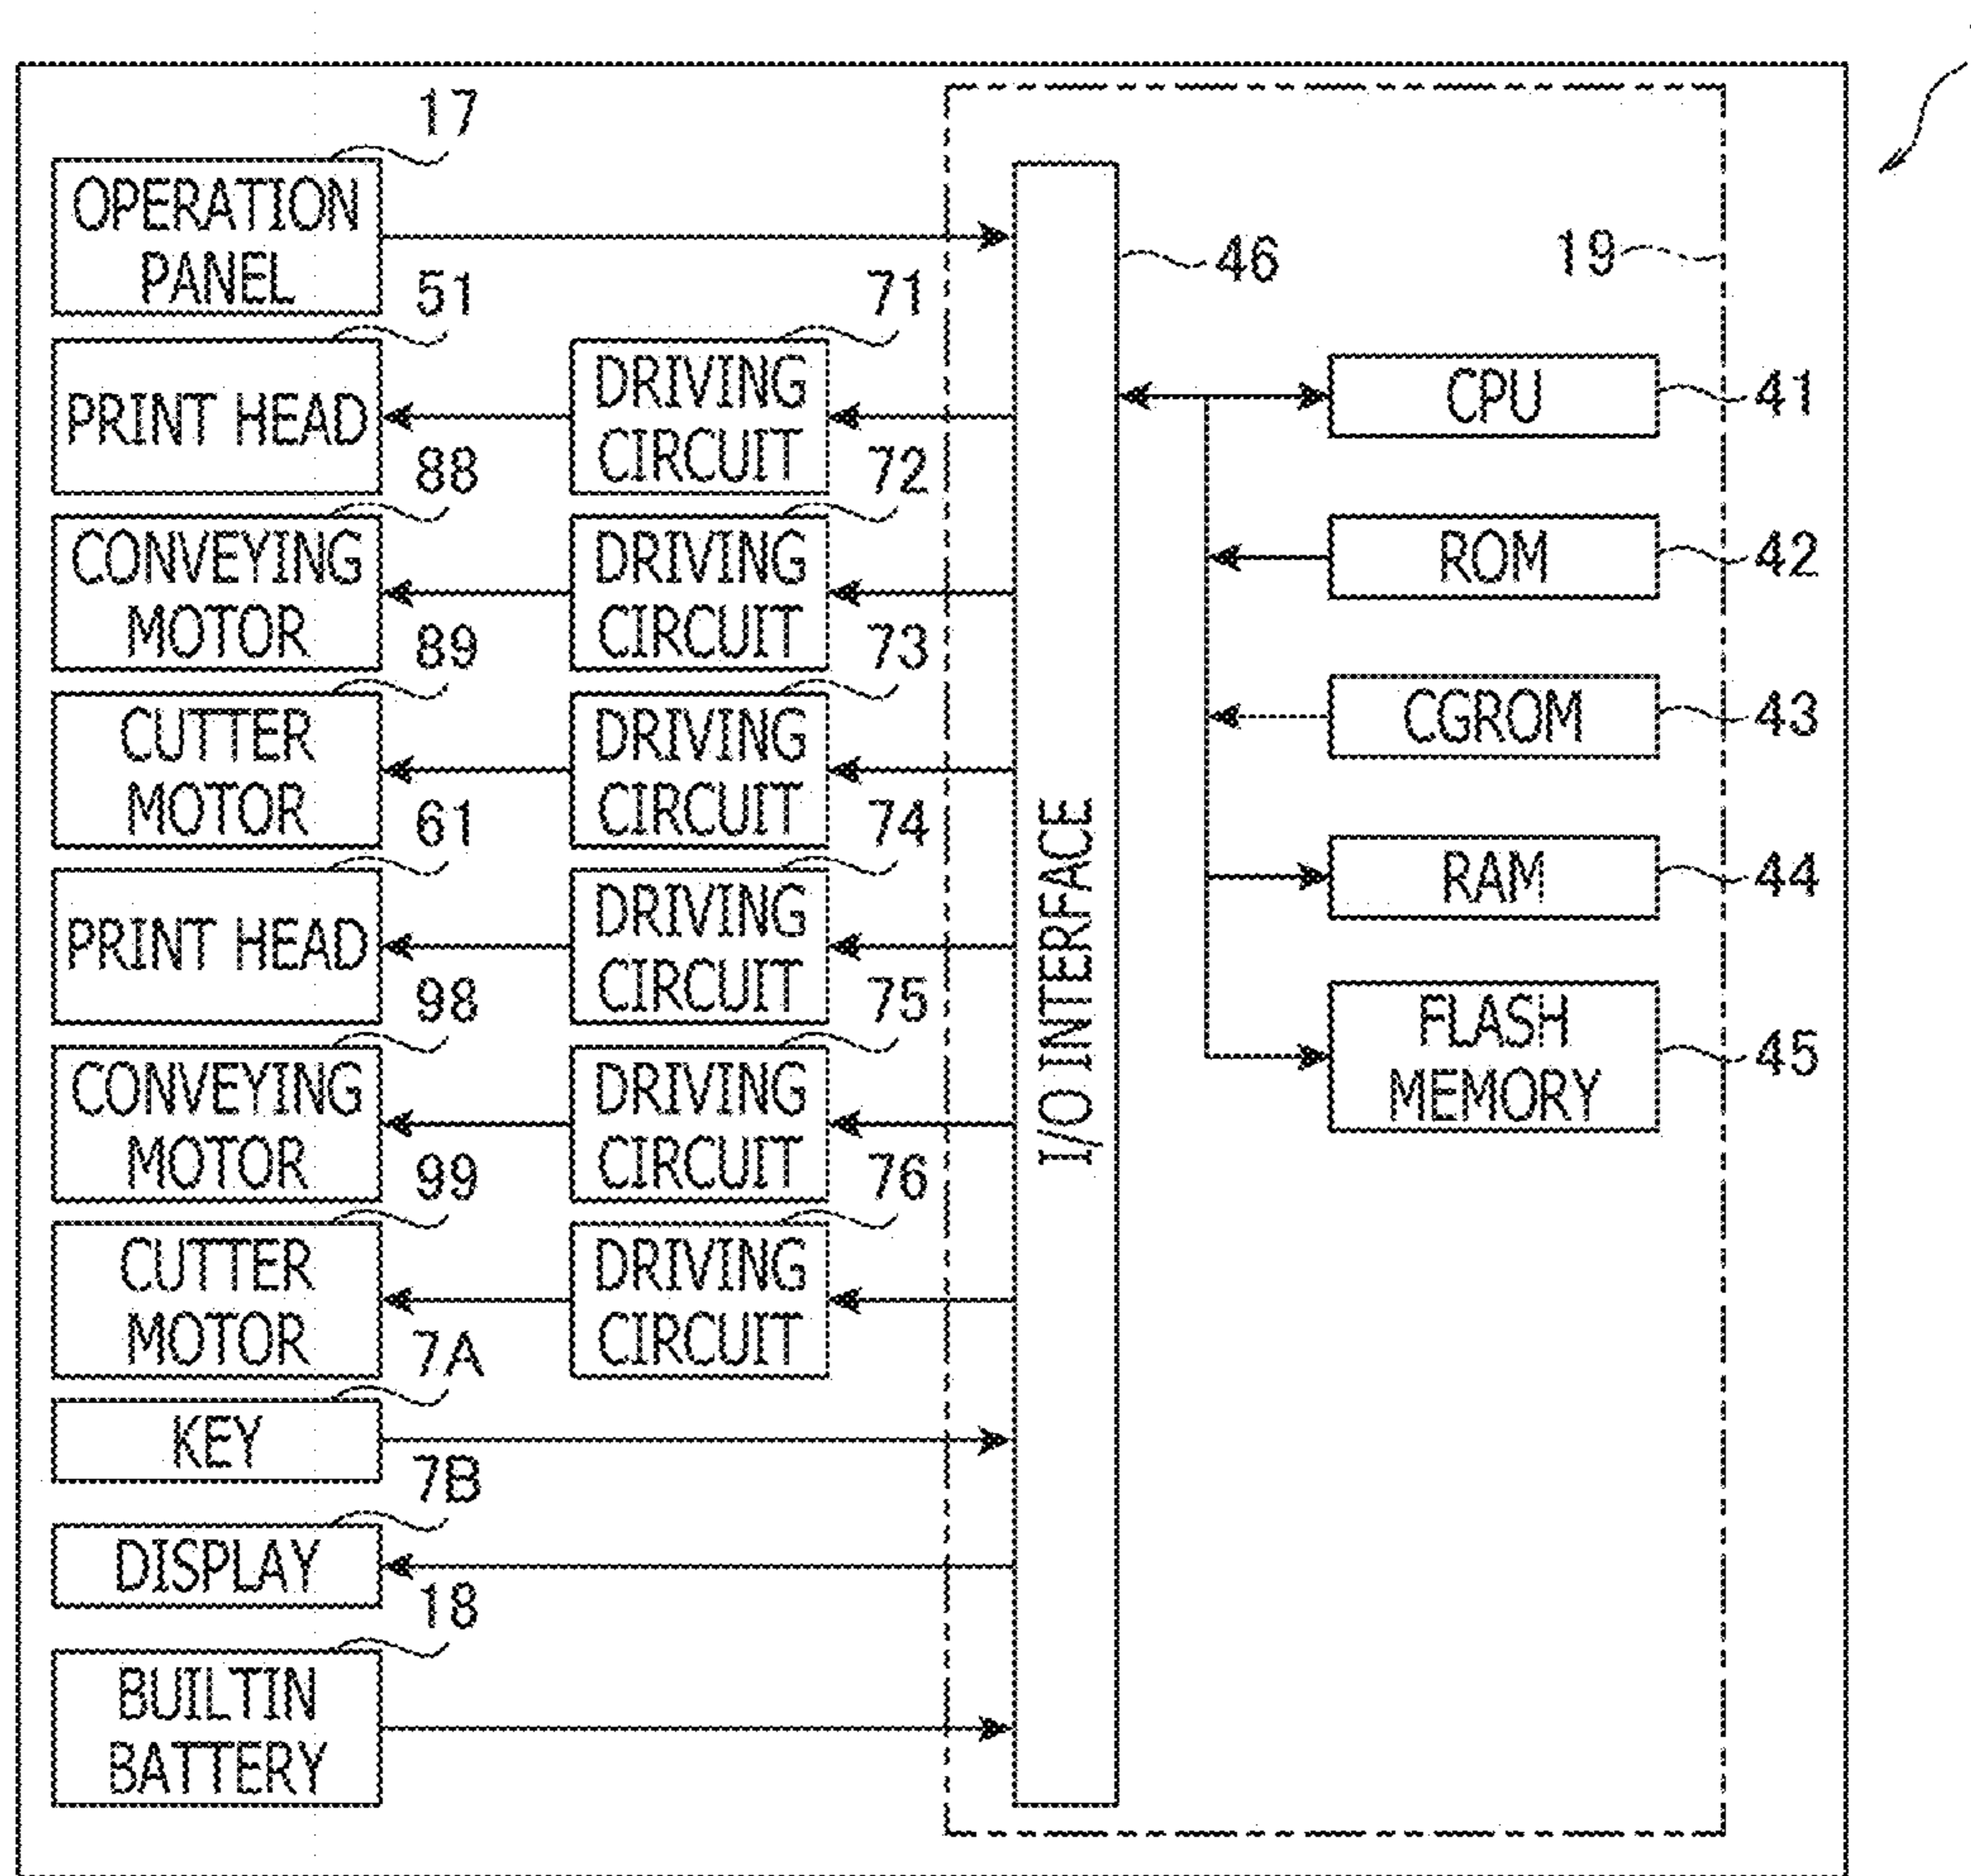 17
OPERATION
PANEL
46
19
51
71
PRINT HEAD
DRIVING
CIRCUIT
CPU
41
88
72
CONVEYING
MOTOR
DRIVING
CIRCUIT
ROM
42
89
73
CUTTER
MOTOR
DRIVING
CIRCUIT
CGROM
43
61
74
PRINT HEAD
DRIVING
CIRCUIT
I/O INTERFACE
RAM
44
98
75
CONVEYING
MOTOR
DRIVING
CIRCUIT
FLASH
MEMORY
45
99
76
CUTTER
MOTOR
DRIVING
CIRCUIT
7A
KEY
7B
DISPLAY
18
BUILTIN
BATTERY